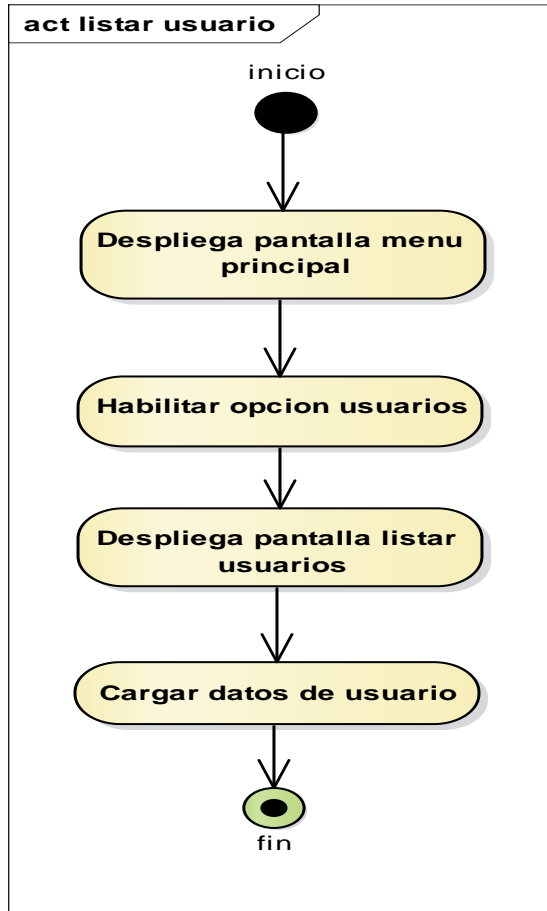 act listar usuario
inicio
Despliega pantalla menu
principal
Habilitar opcion usuarios
Despliega pantalla listar
usuarios
Cargar datos de usuario
fin